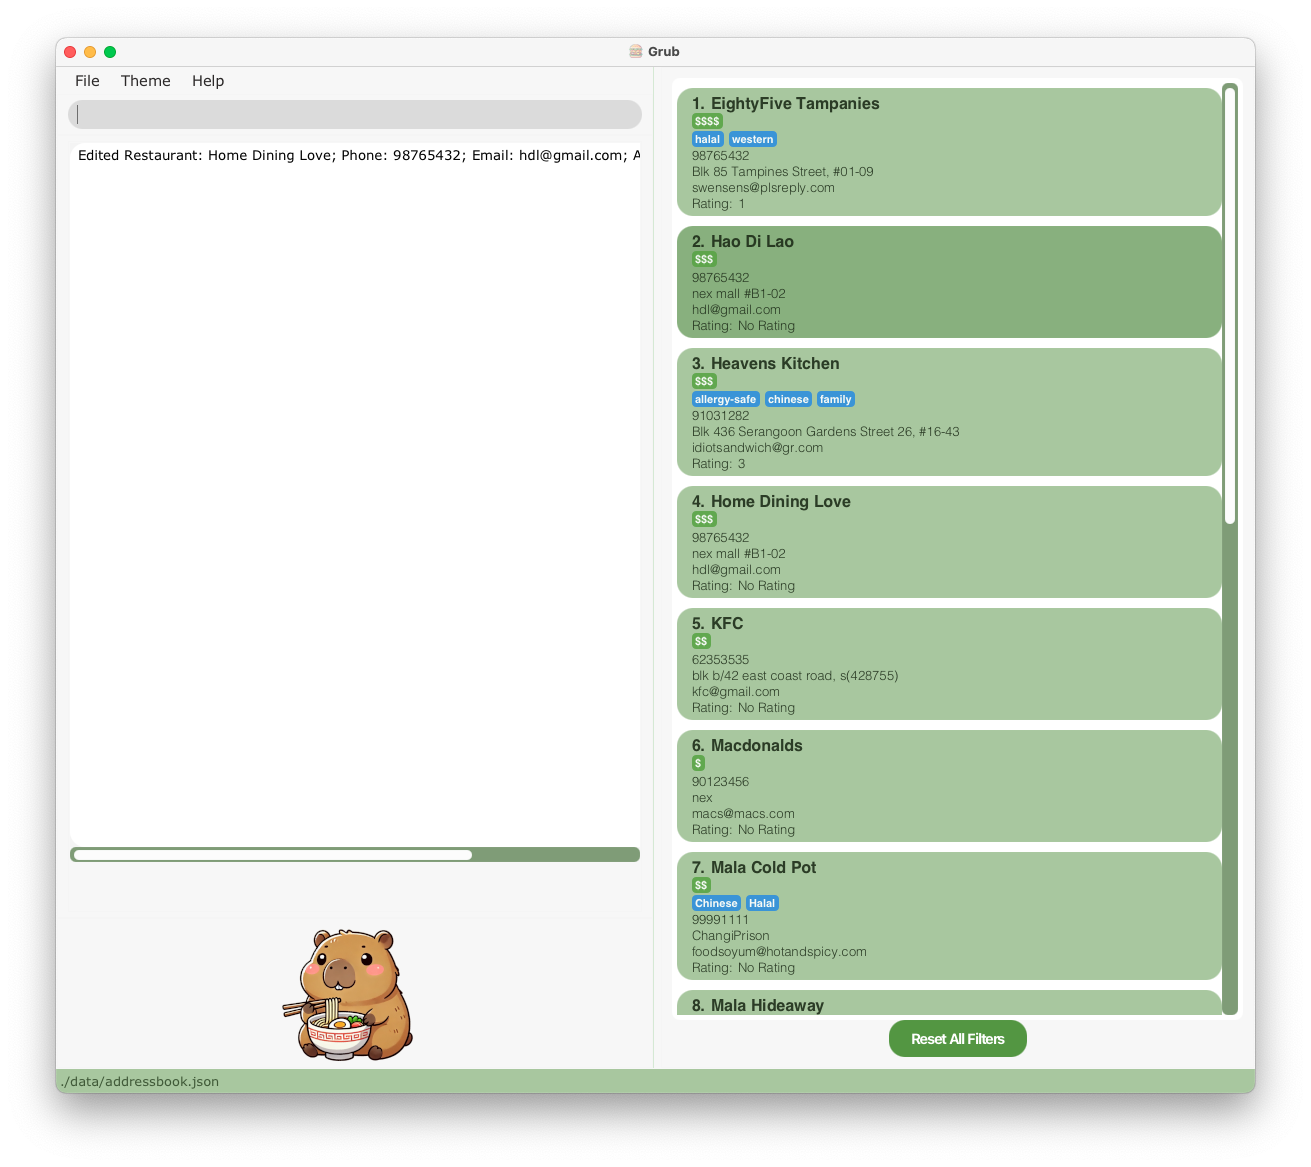 Grub
File Theme Help
Edited Restaurant: Home Dining Love; Phone: 98765432; Email: hdl@gmail.com; A
1. EightyFive Tampanies
$$$$
halal western
98765432
Blk 85 Tampines Street, #01-09
swensens@plsreply.com
Rating: 1
2. Hao Di Lao
$$$
98765432
nex mall #B1-02
hdl@gmail.com
Rating: No Rating
3. Heavens Kitchen
$$$
allergy-safe chinese family
91031282
Blk 436 Serangoon Gardens Street 26, #16-43
idiotsandwich@gr.com
Rating: 3
4. Home Dining Love
$$$
98765432
nex mall #B1-02
hdl@gmail.com
Rating: No Rating
5. KFC
$$
62353535
blk b/42 east coast road, s(428755)
kfc@gmail.com
Rating: No Rating
6. Macdonalds
$
90123456
nex
macs@macs.com
Rating: No Rating
7. Mala Cold Pot
$$
Chinese Halal
99991111
ChangiPrison
foodsoyum@hotandspicy.com
Rating: No Rating
8. Mala Hideaway
Reset All Filters
./data/addressbook.json